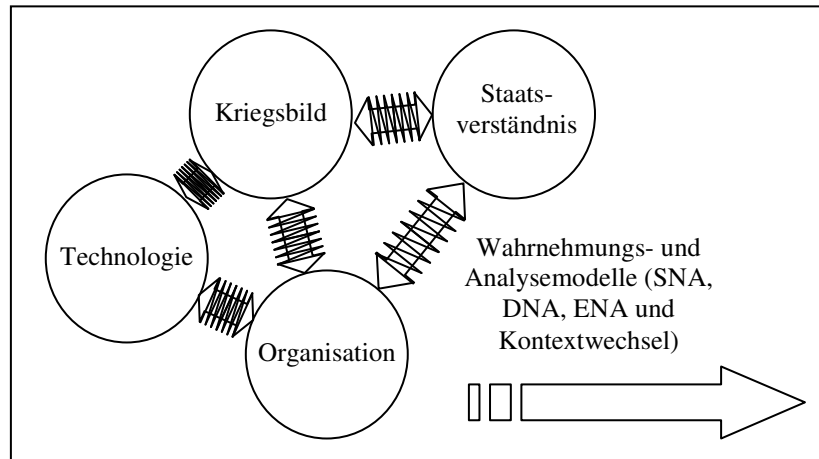 Kriegsbild
Staats-
verständnis
Technologie
Organisation
Wahrnehmungs- und
Analysemodelle (SNA,
DNA, ENA und
Kontextwechsel)